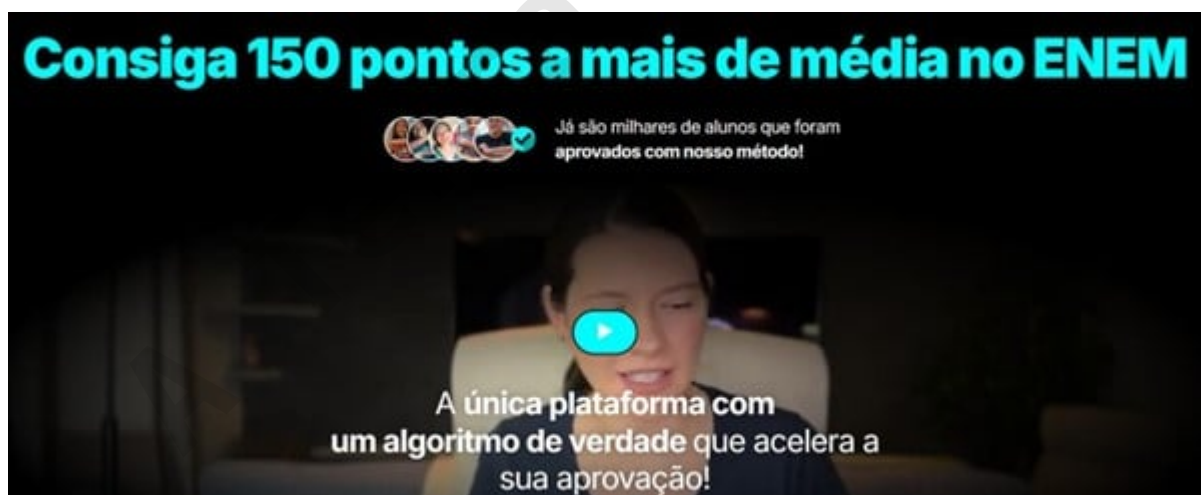 Consiga 150 pontos a mais de média no ENEM
Já são milhares de alunos que foram
aprovados com nosso método!
A única plataforma com
um algoritmo de verdade que acelera a
sua aprovação!